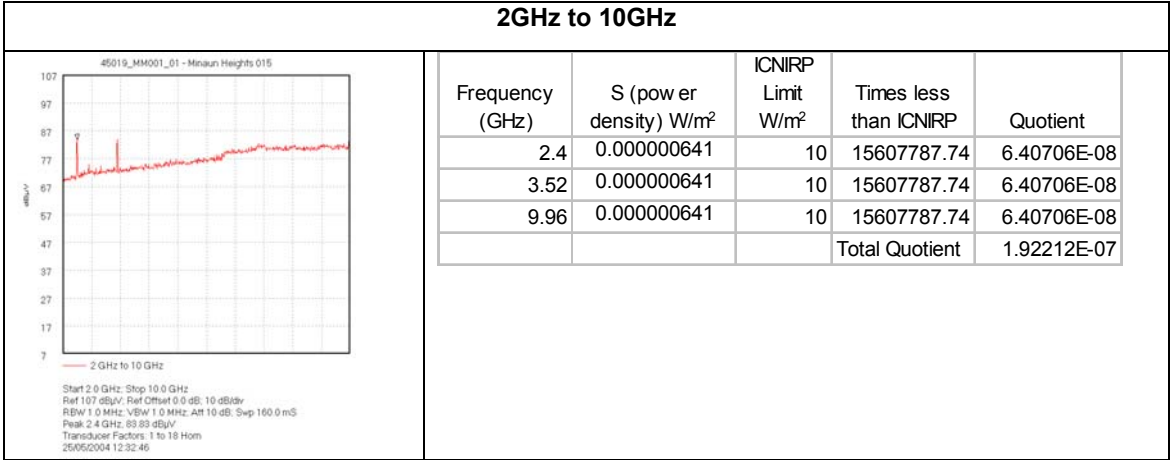 2GHz to 10GHz
45019_MM001_01 - Minaun Heights 015
107
97
87
77
67
57
47
37
27
17
7
dBµV
2 GHz to 10 GHz
Start 2.0 GHz; Stop 10.0 GHz
Ref 107 dBµV; Ref Offset 0.0 dB; 10 dB/div
RBW 1.0 MHz; VBW 1.0 MHz; Att 10 dB; Swp 160.0 mS
Peak 2.4 GHz, 83.83 dBµV
Transducer Factors: 1 to 18 Horn
25/05/2004 12:32:46
Frequency (GHz) S (pow er density) W/m² ICNIRP Limit W/m² Times less than ICNIRP Quotient
2.4 0.000000641 10 15607787.74 6.40706E-08
3.52 0.000000641 10 15607787.74 6.40706E-08
9.96 0.000000641 10 15607787.74 6.40706E-08
Total Quotient 1.92212E-07